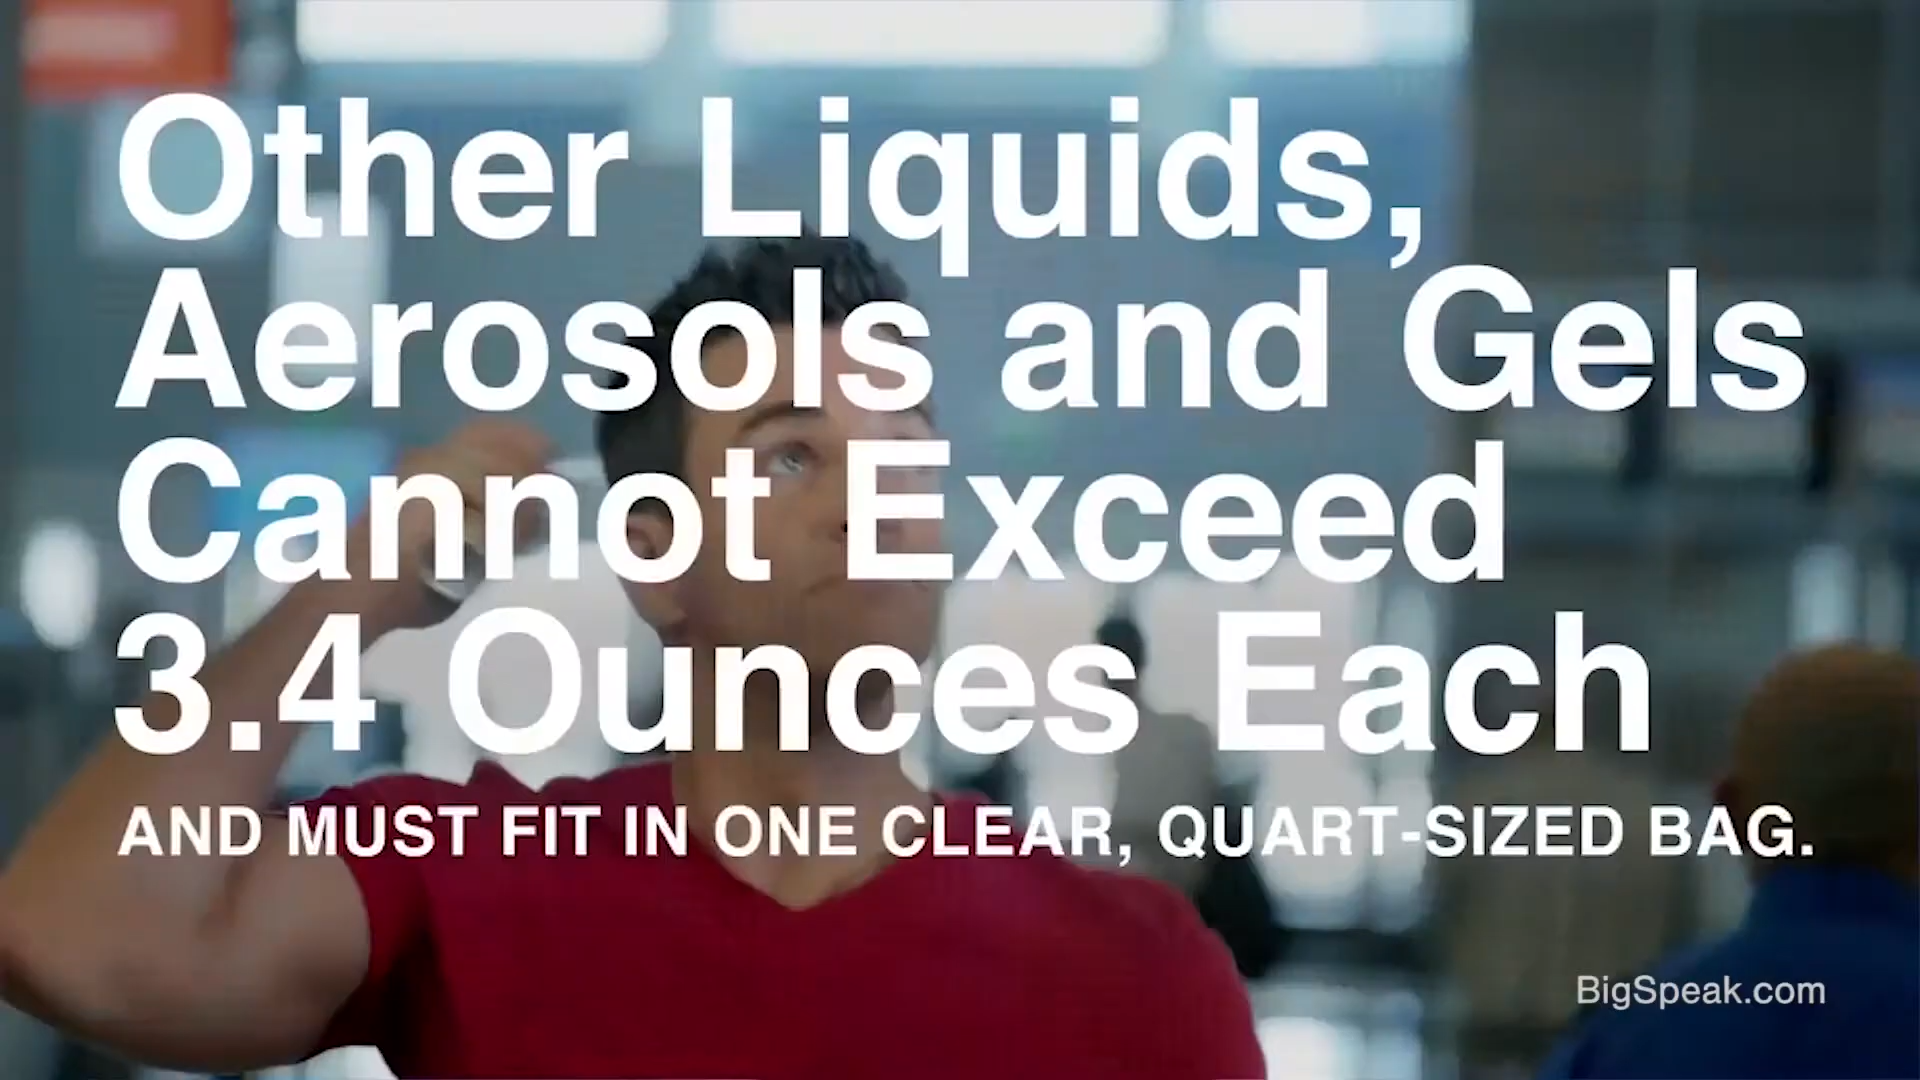 Other Liquids,
Aerosols and Gels
Cannot Exceed
3.4 Ounces Each
AND MUST FIT IN ONE CLEAR, QUART-SIZED BAG.
BigSpeak.com